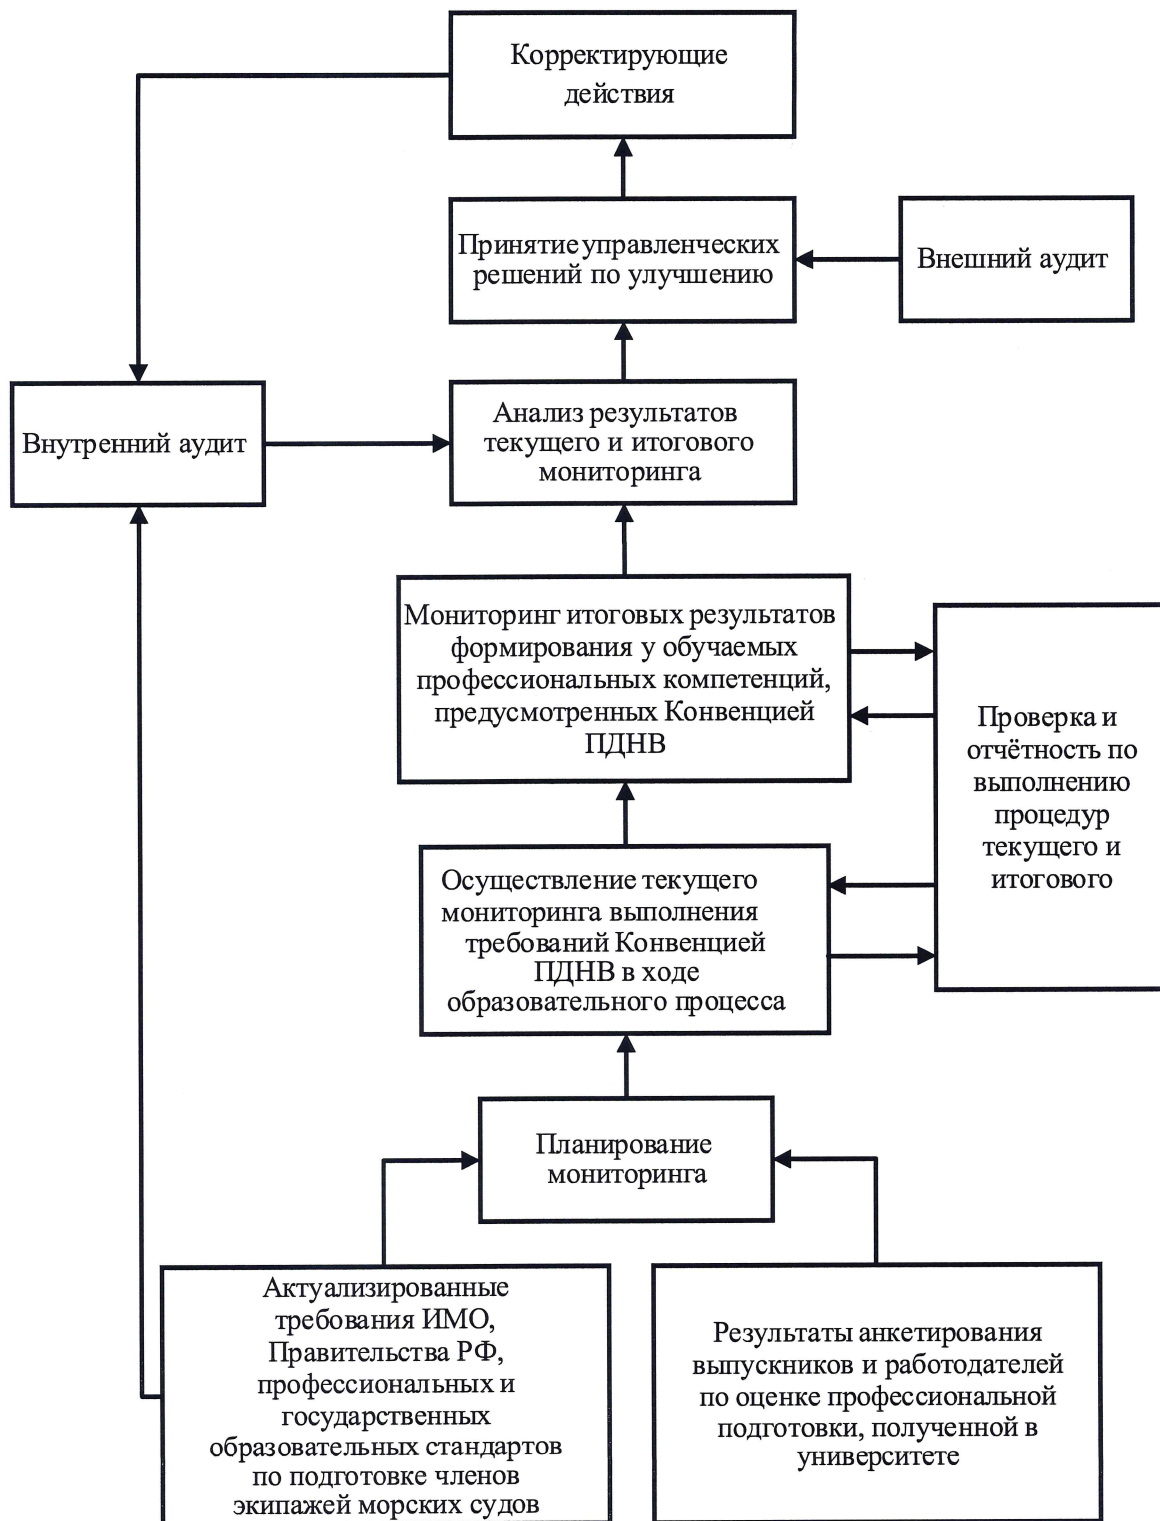 Корректирующие
действия
Принятие управленческих
решений по улучшению
Внешний аудит
Внутренний аудит
Анализ результатов
текущего и итогового
мониторинга
Мониторинг итоговых результатов
формирования у обучаемых
профессиональных компетенций,
предусмотренных Конвенцией
ПДНВ
Проверка и
отчётность по
выполнению
процедур
текущего и
итогового
Осуществление текущего
мониторинга выполнения
требований Конвенцией
ПДНВ в ходе
образовательного процесса
Планирование
мониторинга
Актуализированные
требования ИМО,
Правительства РФ,
профессиональных и
государственных
образовательных стандартов
по подготовке членов
экипажей морских судов
Результаты анкетирования
выпускников и работодателей
по оценке профессиональной
подготовки, полученной в
университете